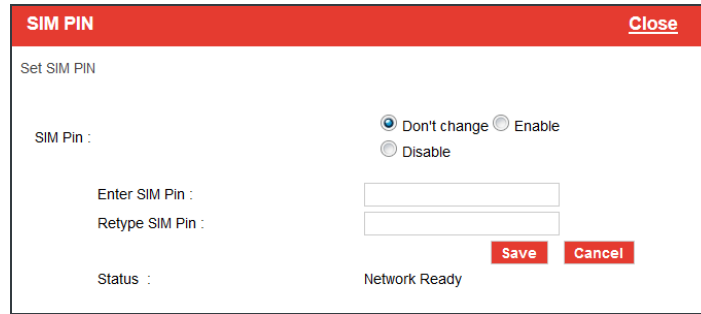 SIM PIN Close
Set SIM PIN
SIM Pin : Don't change Enable
Disable
Enter SIM Pin :
Retype SIM Pin :
Save Cancel
Status : Network Ready